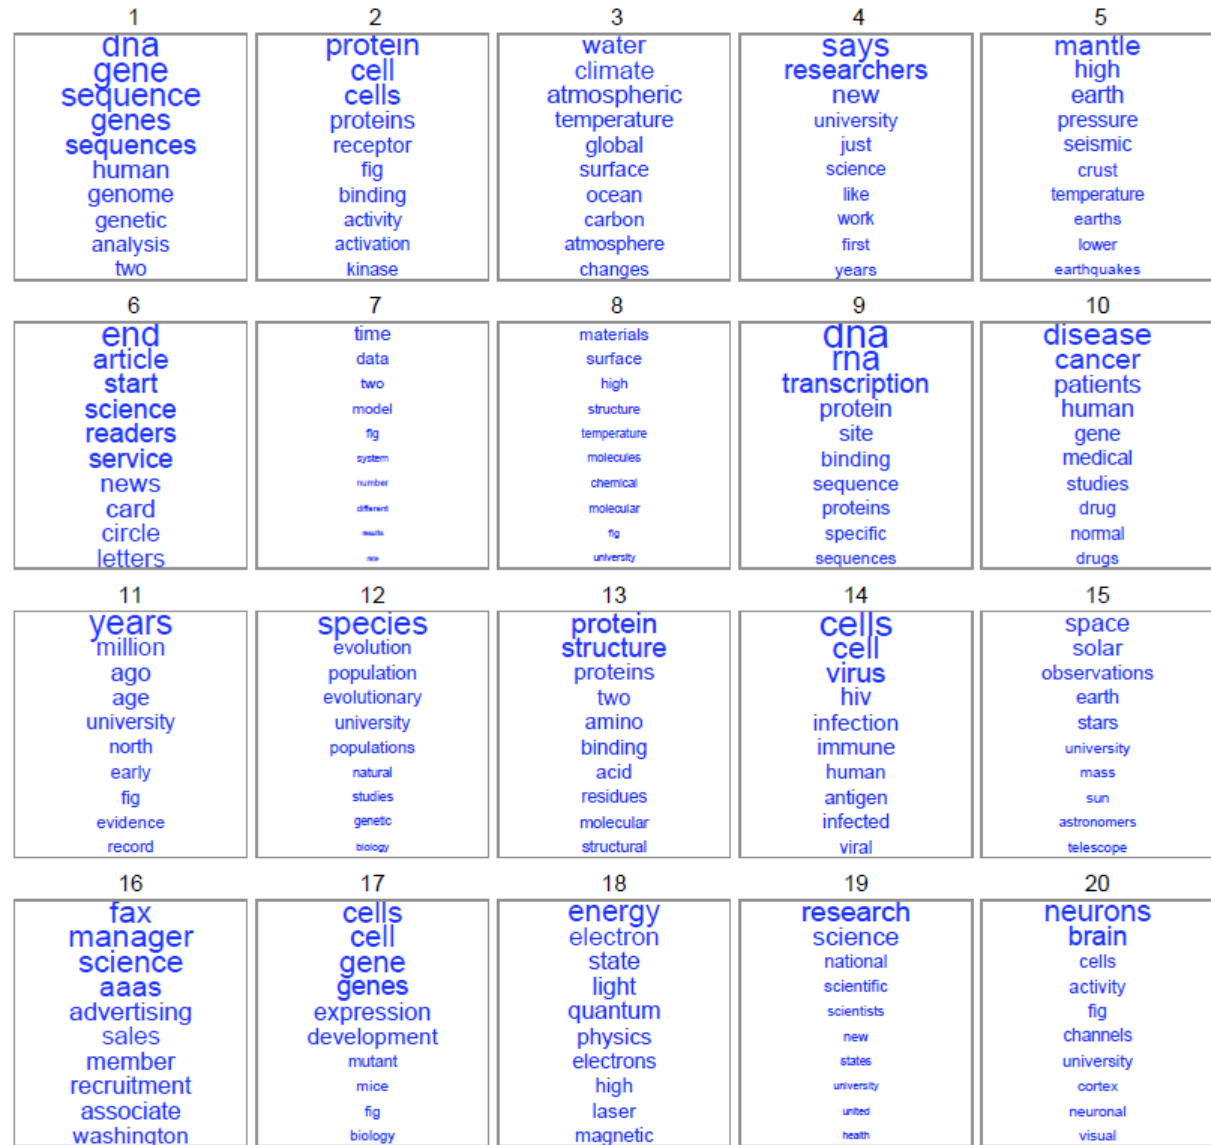 1 2 3 4 5
dna protein water says mantle
gene cell climate researchers high
sequence cells atmospheric new earth
genes proteins temperature university pressure
sequences receptor global just seismic
human fig surface science crust
genome binding ocean like temperature
genetic activity carbon work earths
analysis activation atmosphere first lower
two kinase changes years earthquakes
6 7 8 9 10
end time materials dna disease
article data surface rna cancer
start two high transcription patients
science model structure protein human
readers fig temperature site gene
service system molecules binding medical
news number chemical sequence studies
card different molecular proteins drug
circle results fig specific normal
letters university sequences drugs
11 12 13 14 15
years species protein cells space
million evolution structure cell solar
ago population proteins virus observations
age evolutionary two hiv earth
university university amino infection stars
north populations binding immune university
early natural acid human mass
fig studies residues antigen sun
evidence genetic molecular infected astronomers
record biology structural viral telescope
16 17 18 19 20
fax cells energy research neurons
manager cell electron science brain
science gene state national cells
aaas genes light scientific activity
advertising expression quantum scientists fig
sales development physics new channels
member mutant electrons states university
recruitment mice high university cortex
associate fig laser united neuronal
washington biology magnetic health visual